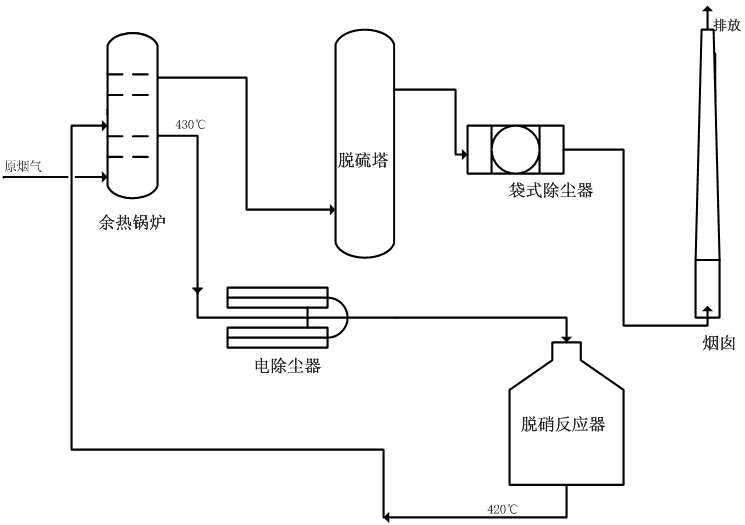 排放
430℃
原烟气
脱硫塔
袋式除尘器
余热锅炉
烟囱
电除尘器
脱硝反应器
420℃